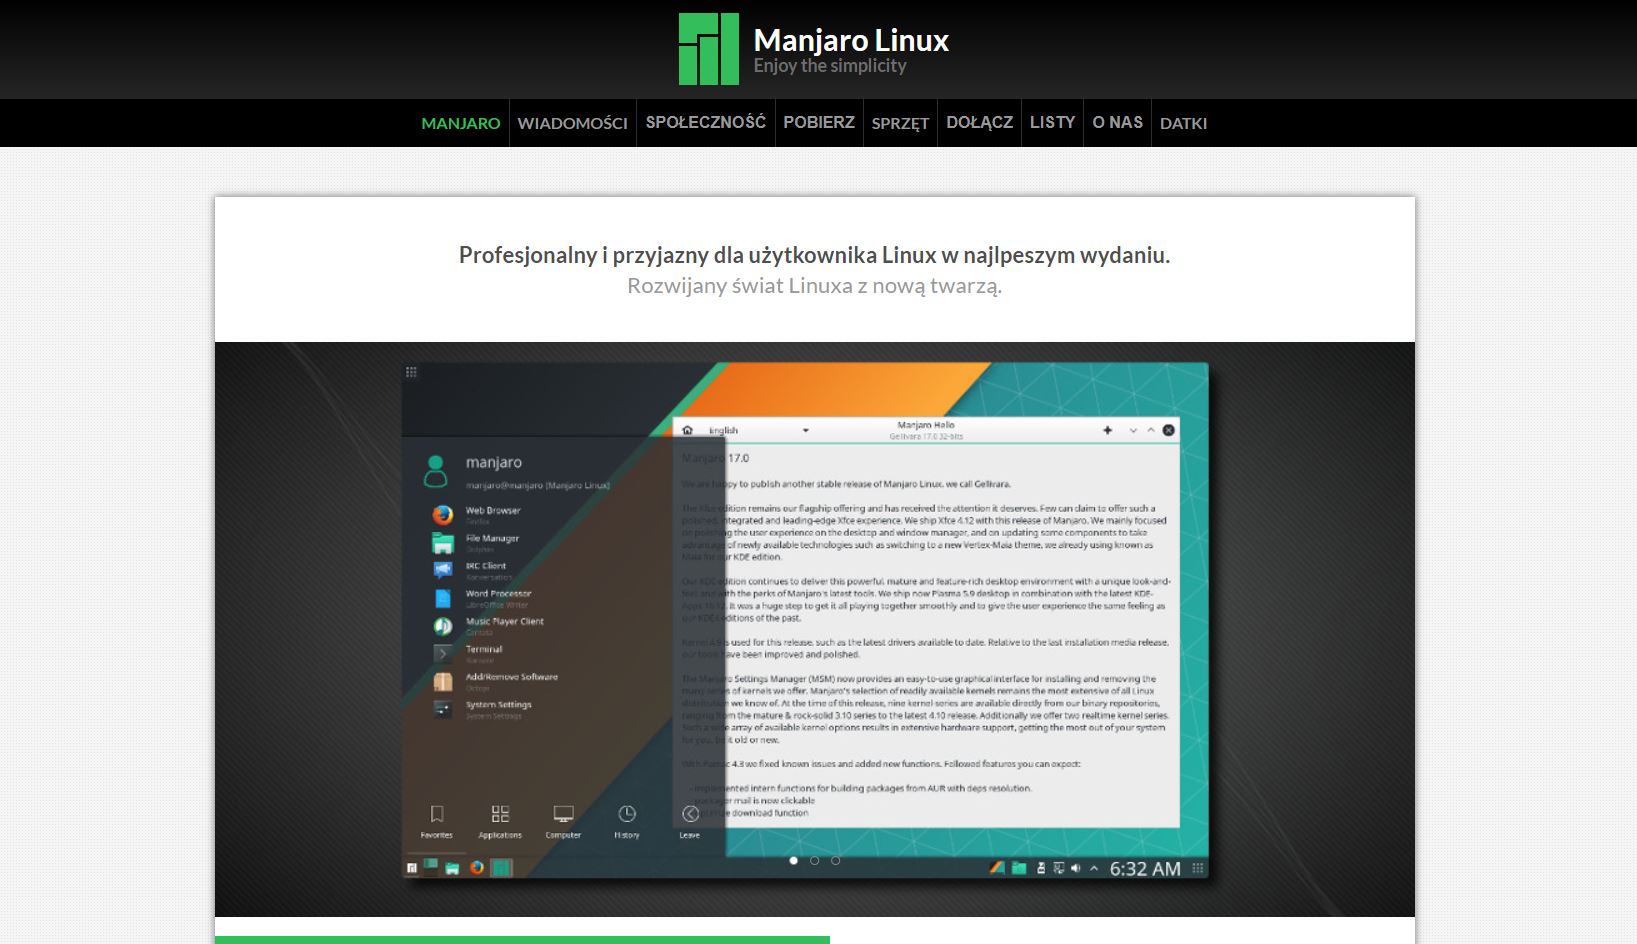 Manjaro Linux
Enjoy the simplicity
MANJARO WIADOMOŚCI SPOŁECZNOŚĆ POBIERZ SPRZĘT DOŁĄCZ LISTY O NAS DATKI
Profesjonalny i przyjazny dla użytkownika Linux w najlpeszym wydaniu.
Rozwijany świat Linuxa z nową twarzą.
English
Manjaro Hello
Gellivara 17.0 32-bits
manjaro
manjaro@manjaro [Manjaro Linux]
Web Browser
Firefox
File Manager
Dolphin
IRC Client
Konversation
Word Processor
LibreOffice Writer
Music Player Client
Cantata
Terminal
Konsole
Add/Remove Software
Octopi
System Settings
System Settings
Favorites
Applications
Computer
History
Leave
Manjaro 17.0
We are happy to publish another stable release of Manjaro Linux, we call Gellivara.
The Xfce edition remains our flagship offering and has received the attention it deserves. Few can claim to offer such a
polished, integrated and leading-edge Xfce experience. We ship Xfce 4.12 with this release of Manjaro. We mainly focused
on polishing the user experience on the desktop and window manager, and on updating some components to take
advantage of newly available technologies such as switching to a new Vertex-Maia theme, we already using known as
Maia for our KDE edition.
Our KDE edition continues to deliver this powerful, mature and feature-rich desktop environment with a unique look-and-
feel and with the perks of Manjaro's latest tools. We ship now Plasma 5.9 desktop in combination with the latest KDE-
Apps 16.12. It was a huge step to get it all playing together smoothly and to give the user experience the same feeling as
our KDE editions of the past.
Kernel 4.9 is used for this release, such as the latest drivers available to date. Relative to the last installation media release,
our tools have been improved and polished.
The Manjaro Settings Manager (MSM) now provides an easy-to-use graphical interface for installing and removing the
many series of kernels we offer. Manjaro's selection of readily available kernels remains the most extensive of all Linux
distribution we know of. At the time of this release, nine kernel-series are available directly from our binary repositories,
ranging from the mature & rock-solid 3.10 series to the latest 4.10 release. Additionally we offer two realtime kernel series.
Such a wide array of available kernel options results in extensive hardware support, getting the most out of your system
for you, be it old or new.
With Pamac 4.3 we fixed known issues and added new functions. Followed features you can expect:
- implemented intern functions for building packages from AUR with deps resolution.
- packager mail is now clickable
download function
6:32 AM